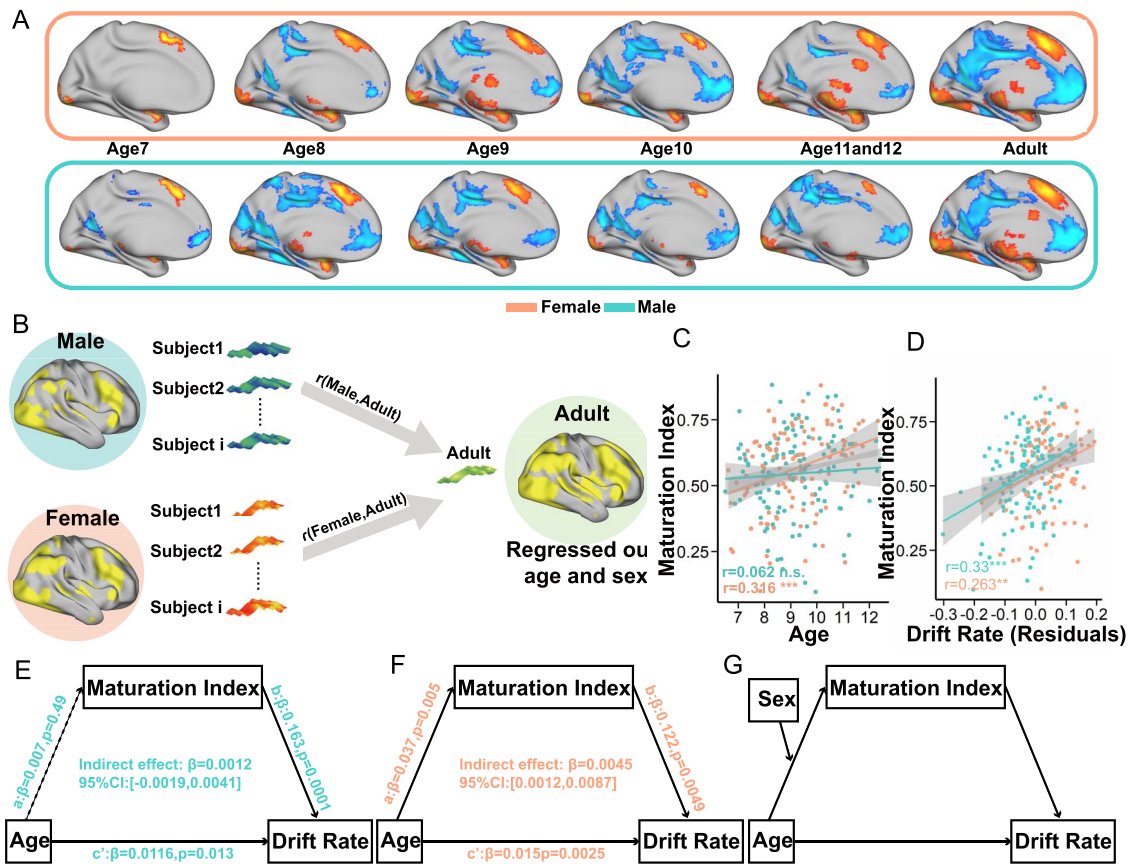 A
Age7 Age8 Age9 Age10 Age11and12 Adult
Female Male
B
Male
Subject1
Subject2
Subject i
r(Male,Adult)
Female
Subject1
Subject2
Subject i
r(Female,Adult)
Adult
Adult
Regressed ou
age and sex
C
Maturation Index
0.75
0.50
0.25
r=0.062 n.s.
r=0.316 ***
7 8 9 10 11 12
Age
D
Maturation Index
0.75
0.50
0.25
r=0.33***
r=0.263**
-0.3 -0.2 -0.1 0.0 0.1 0.2
Drift Rate (Residuals)
E
Maturation Index
a:β=0.007,p=0.49
b:β:0.163,p=0.0001
Indirect effect: β=0.0012
95%CI:[-0.0019,0.0041]
Age
Drift Rate
c':β=0.0116,p=0.013
F
Maturation Index
a:β=0.037,p=0.005
b:β:0.122,p=0.0049
Indirect effect: β=0.0045
95%CI:[0.0012,0.0087]
Age
Drift Rate
c':β=0.015p=0.0025
G
Sex
Maturation Index
Age
Drift Rate